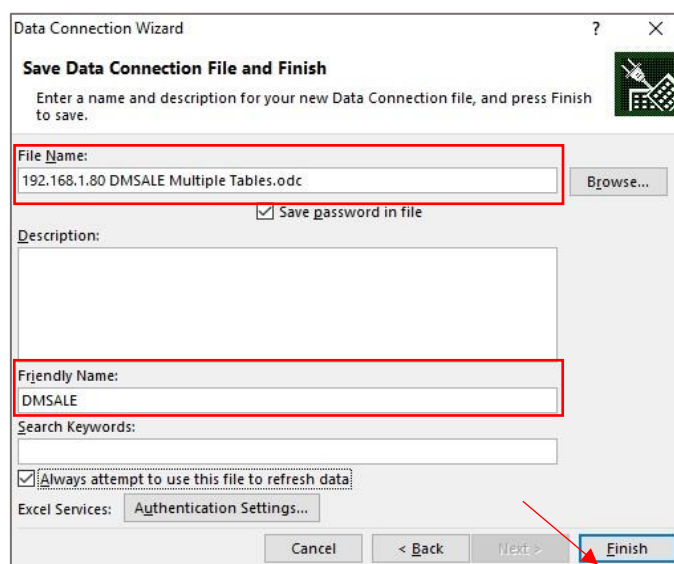 Data Connection Wizard ? ×
Save Data Connection File and Finish
Enter a name and description for your new Data Connection file, and press Finish
to save.
File Name:
192.168.1.80 DMSALE Multiple Tables.odc Browse...
Save password in file
Description:
Friendly Name:
DMSALE
Search Keywords:
Always attempt to use this file to refresh data
Excel Services: Authentication Settings...
Cancel < Back Next > Finish